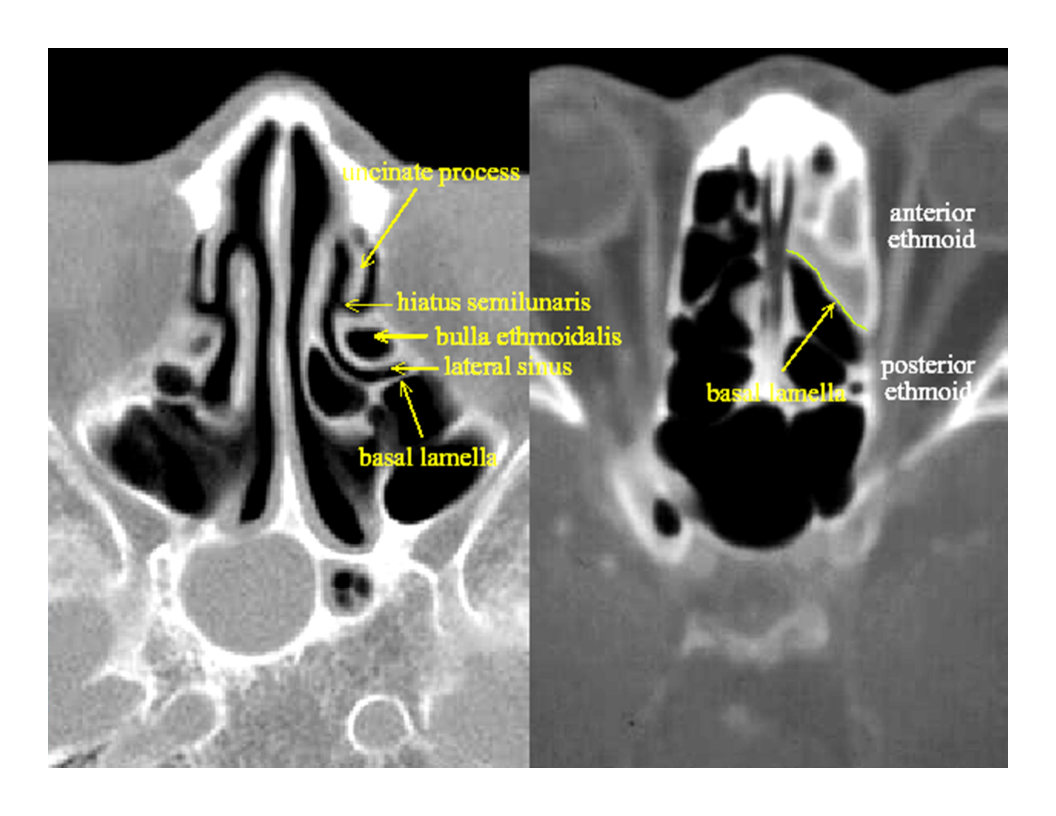 uncinate process
hiatus semilunaris
bulla ethmoidalis
lateral sinus
basal lamella
anterior
ethmoid
posterior
ethmoid
basal lamella